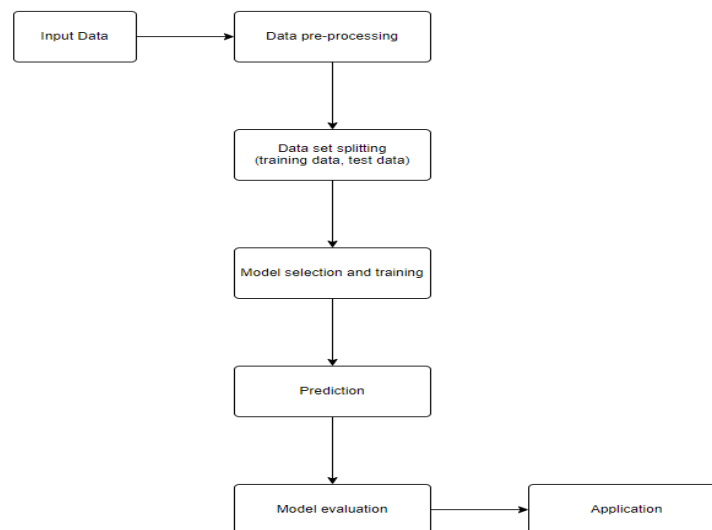 Input Data
Data pre-processing
Data set splitting
(training data, test data)
Model selection and training
Prediction
Model evaluation
Application